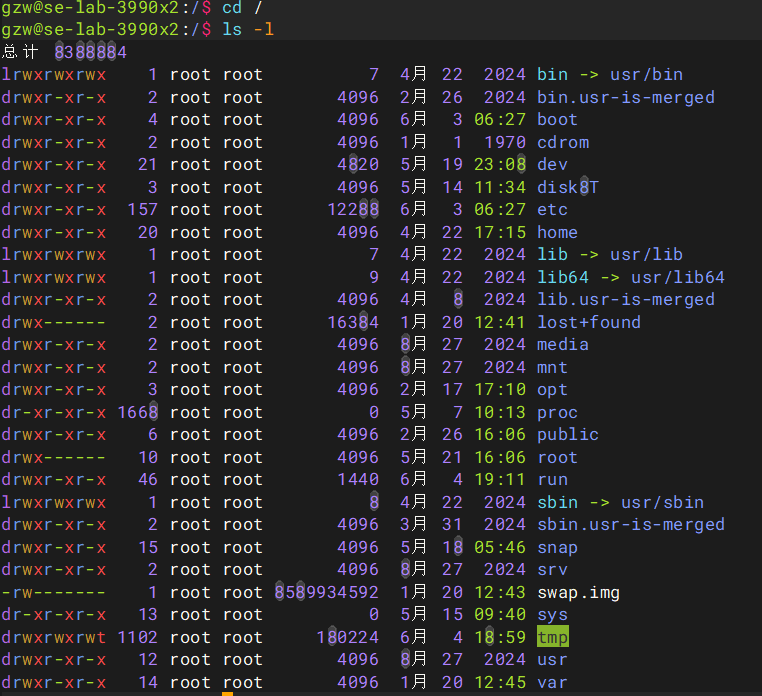 gzw@se-lab-3990x2:/$ cd /
gzw@se-lab-3990x2:/$ ls -l
总计 8388884
lrwxrwxrwx 1 root root 7 4月 22 2024 bin -> usr/bin
drwxr-xr-x 2 root root 4096 2月 26 2024 bin.usr-is-merged
drwxr-xr-x 4 root root 4096 6月 3 06:27 boot
drwxr-xr-x 2 root root 4096 1月 1 1970 cdrom
drwxr-xr-x 21 root root 4820 5月 19 23:08 dev
drwxr-xr-x 3 root root 4096 5月 14 11:34 disk8T
drwxr-xr-x 157 root root 12288 6月 3 06:27 etc
drwxr-xr-x 20 root root 4096 4月 22 17:15 home
lrwxrwxrwx 1 root root 7 4月 22 2024 lib -> usr/lib
lrwxrwxrwx 1 root root 9 4月 22 2024 lib64 -> usr/lib64
drwxr-xr-x 2 root root 4096 4月 8 2024 lib.usr-is-merged
drwx------ 2 root root 16384 1月 20 12:41 lost+found
drwxr-xr-x 2 root root 4096 8月 27 2024 media
drwxr-xr-x 2 root root 4096 8月 27 2024 mnt
drwxr-xr-x 3 root root 4096 2月 17 17:10 opt
dr-xr-xr-x 1668 root root 0 5月 7 10:13 proc
drwxr-xr-x 6 root root 4096 2月 26 16:06 public
drwx------ 10 root root 4096 5月 21 16:06 root
drwxr-xr-x 46 root root 1440 6月 4 19:11 run
lrwxrwxrwx 1 root root 8 4月 22 2024 sbin -> usr/sbin
drwxr-xr-x 2 root root 4096 3月 31 2024 sbin.usr-is-merged
drwxr-xr-x 15 root root 4096 5月 18 05:46 snap
drwxr-xr-x 2 root root 4096 8月 27 2024 srv
-rw------- 1 root root 8589934592 1月 20 12:43 swap.img
dr-xr-xr-x 13 root root 0 5月 15 09:40 sys
drwxrwxrwt 1102 root root 180224 6月 4 18:59 tmp
drwxr-xr-x 12 root root 4096 8月 27 2024 usr
drwxr-xr-x 14 root root 4096 1月 20 12:45 var